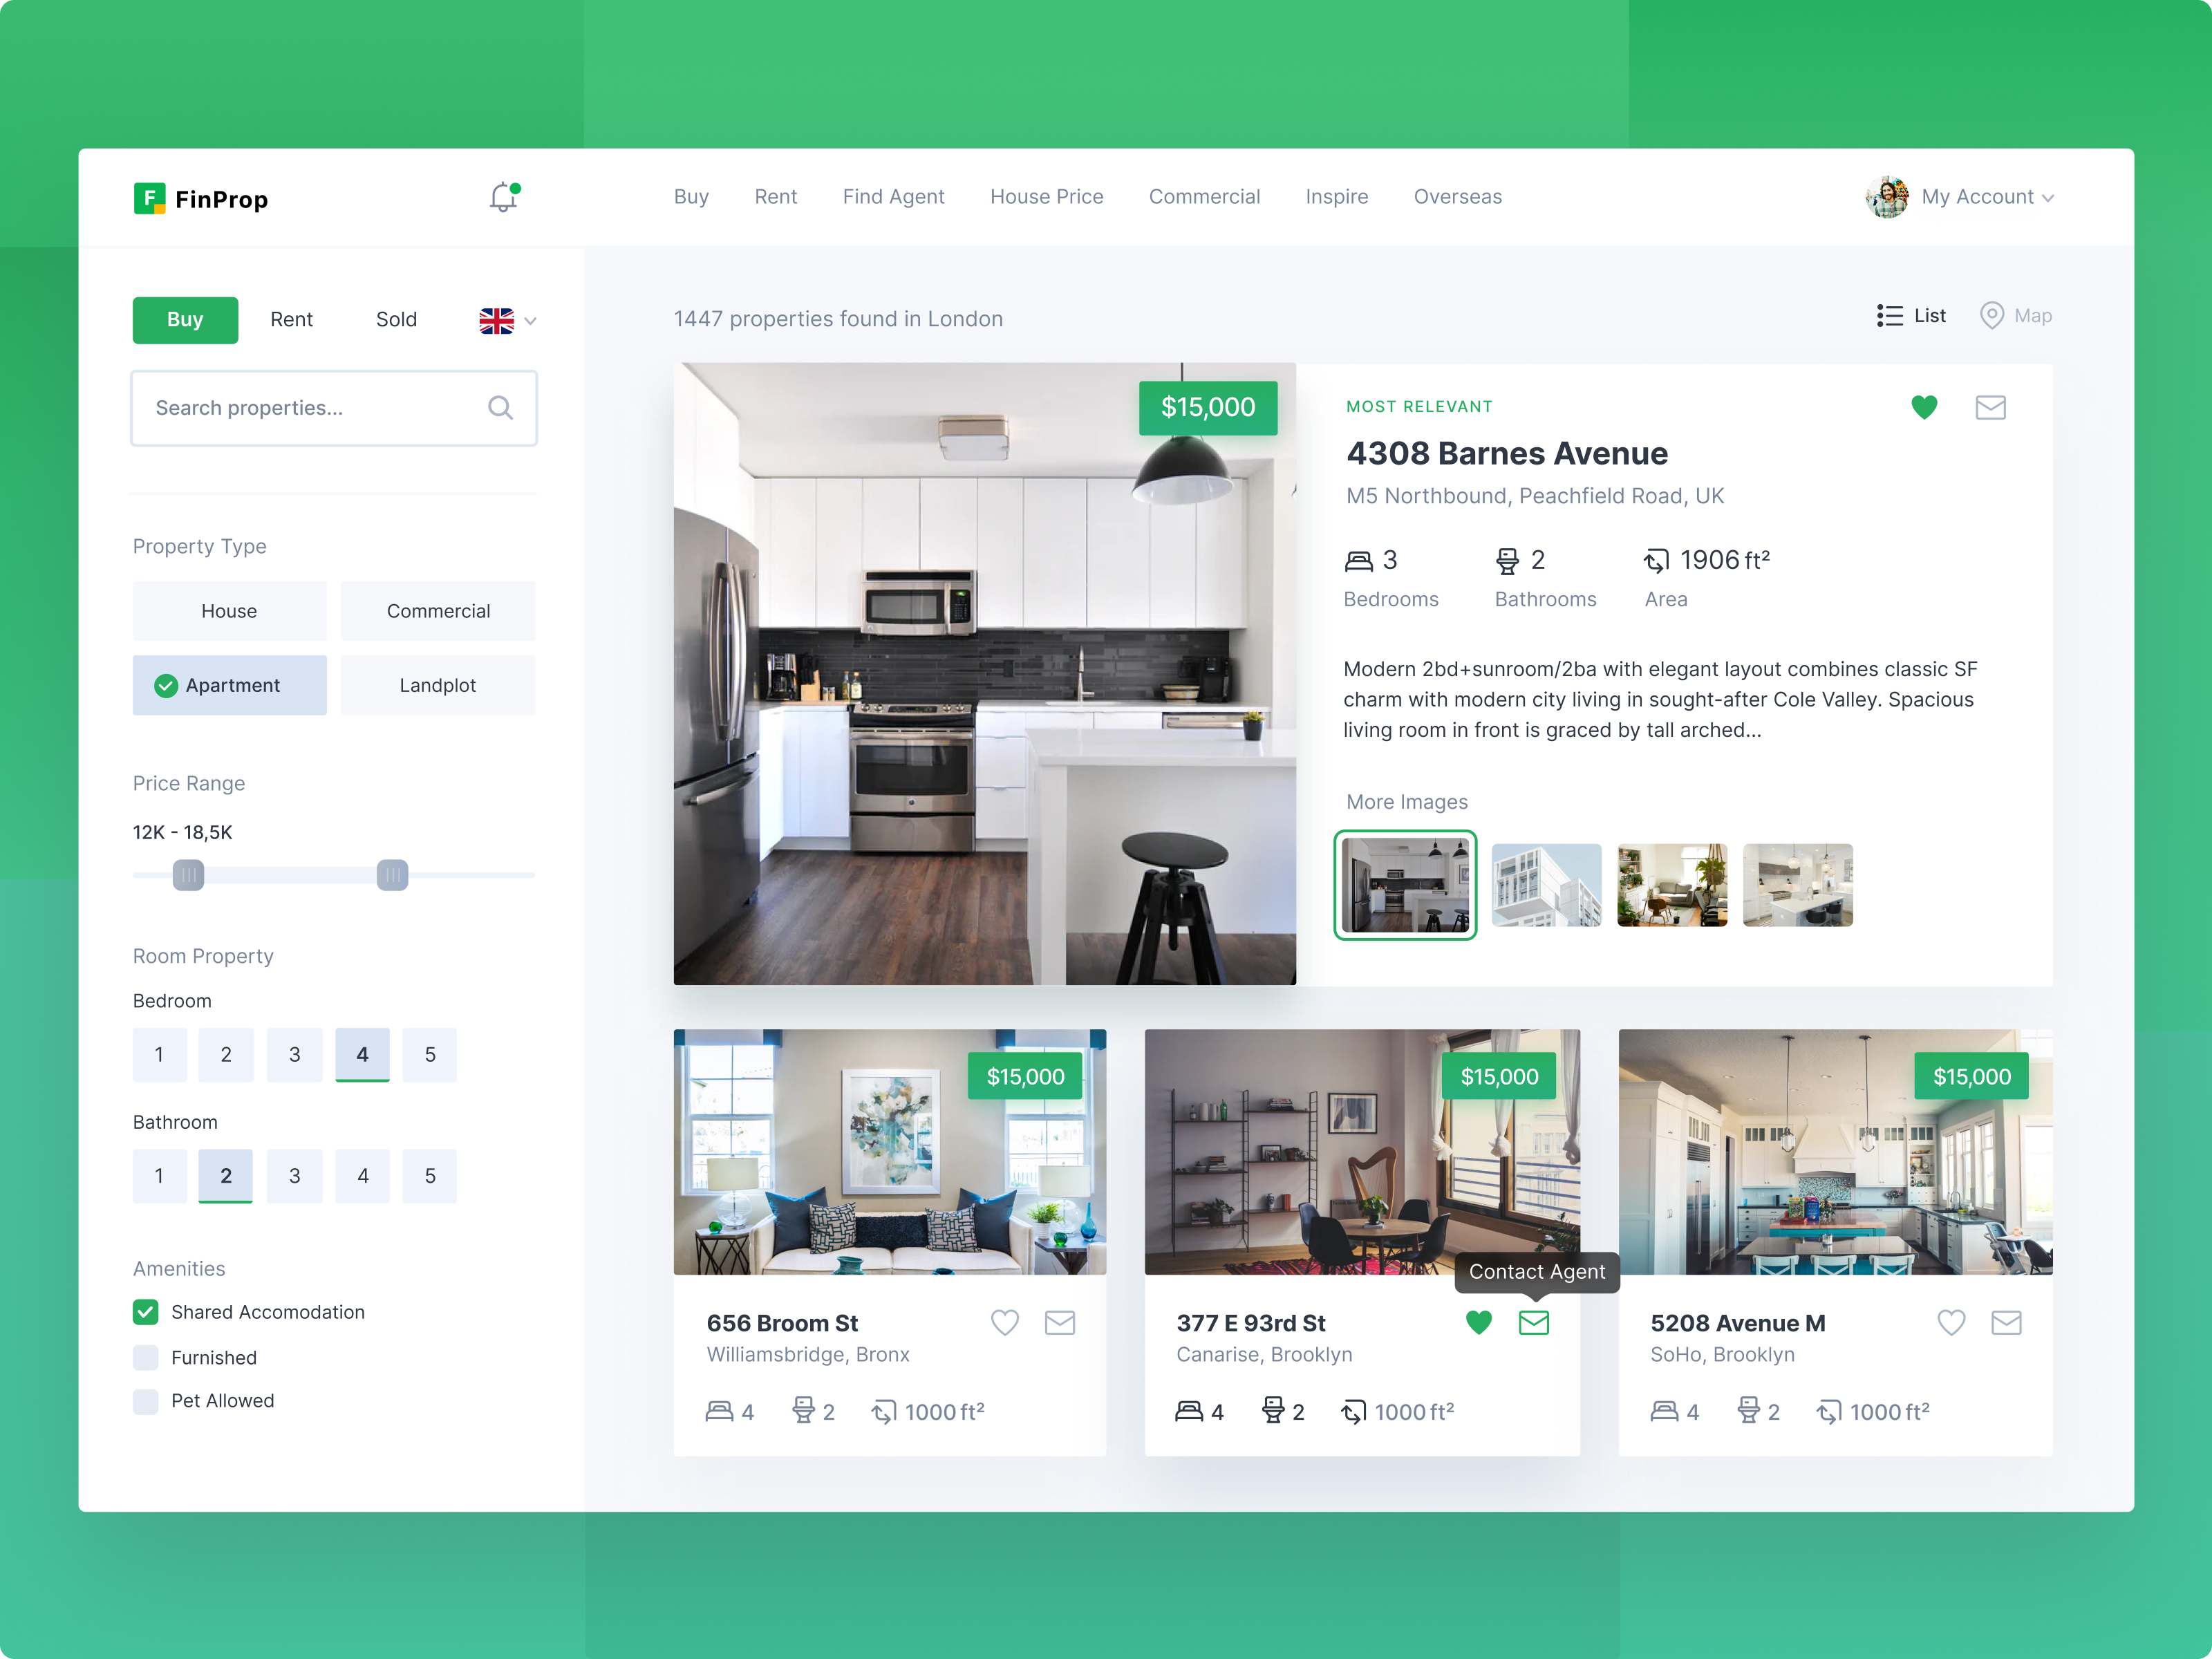 F FinProp
Buy Rent Find Agent House Price Commercial Inspire Overseas
My Account
Buy Rent Sold
Search properties...
Property Type
House Commercial
Apartment Landplot
Price Range
12K - 18,5K
Room Property
Bedroom
1 2 3 4 5
Bathroom
1 2 3 4 5
Amenities
Shared Accomodation
Furnished
Pet Allowed
1447 properties found in London
List Map
$15,000
MOST RELEVANT
4308 Barnes Avenue
M5 Northbound, Peachfield Road, UK
3 2 1906 ft²
Bedrooms Bathrooms Area
Modern 2bd+sunroom/2ba with elegant layout combines classic SF
charm with modern city living in sought-after Cole Valley. Spacious
living room in front is graced by tall arched...
More Images
$15,000
656 Broom St
Williamsbridge, Bronx
4 2 1000 ft²
$15,000
Contact Agent
377 E 93rd St
Canarise, Brooklyn
4 2 1000 ft²
$15,000
5208 Avenue M
SoHo, Brooklyn
4 2 1000 ft²